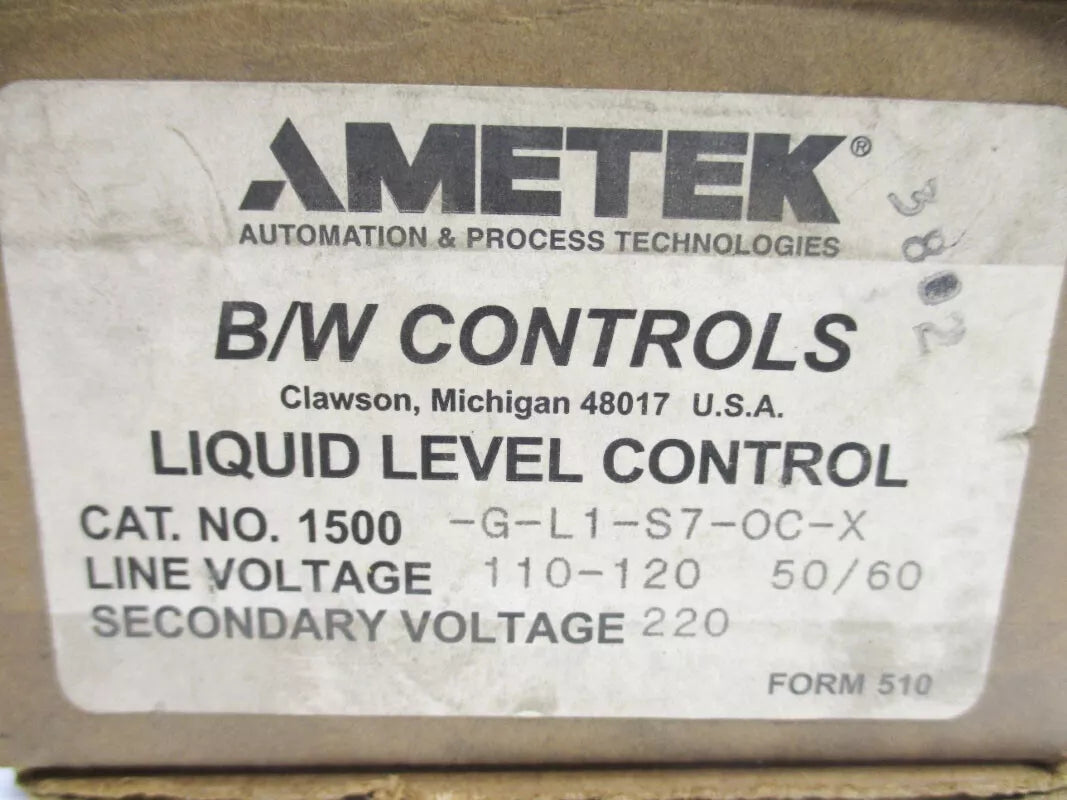 AMETEK®
AUTOMATION & PROCESS TECHNOLOGIES
3802
B/W CONTROLS
Clawson, Michigan 48017 U.S.A.
LIQUID LEVEL CONTROL
CAT. NO. 1500 -G-L1-S7-OC-X
LINE VOLTAGE 110-120 50/60
SECONDARY VOLTAGE 220
FORM 510